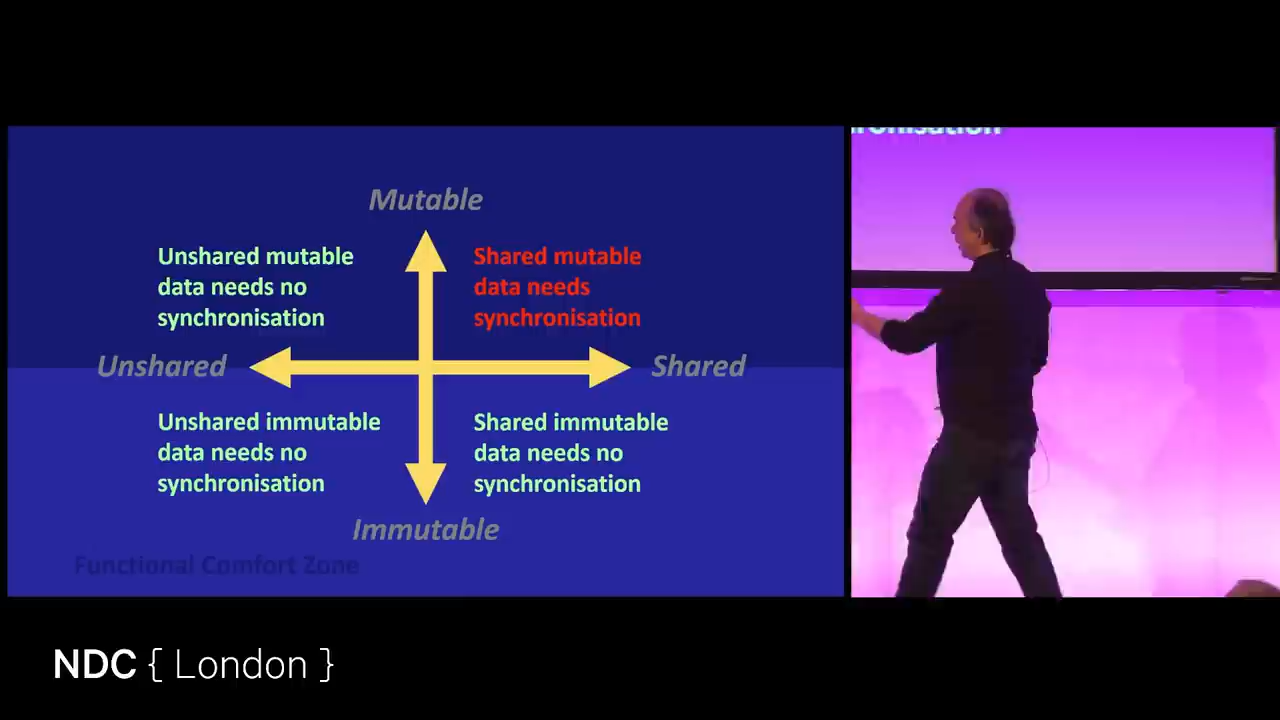 Mutable
Unshared mutable
data needs no
synchronisation
Shared mutable
data needs
synchronisation
Unshared
Shared
Unshared immutable
data needs no
synchronisation
Shared immutable
data needs no
synchronisation
Immutable
Functional Comfort Zone
ronisation
NDC { London }